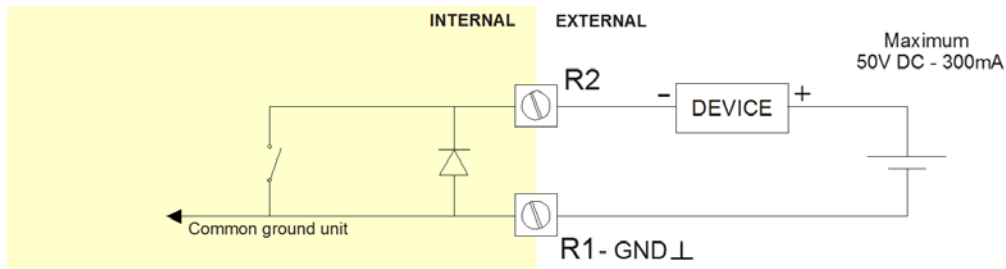 INTERNAL EXTERNAL
Maximum
50V DC - 300mA
R2
- DEVICE +
Common ground unit
R1- GND⊥